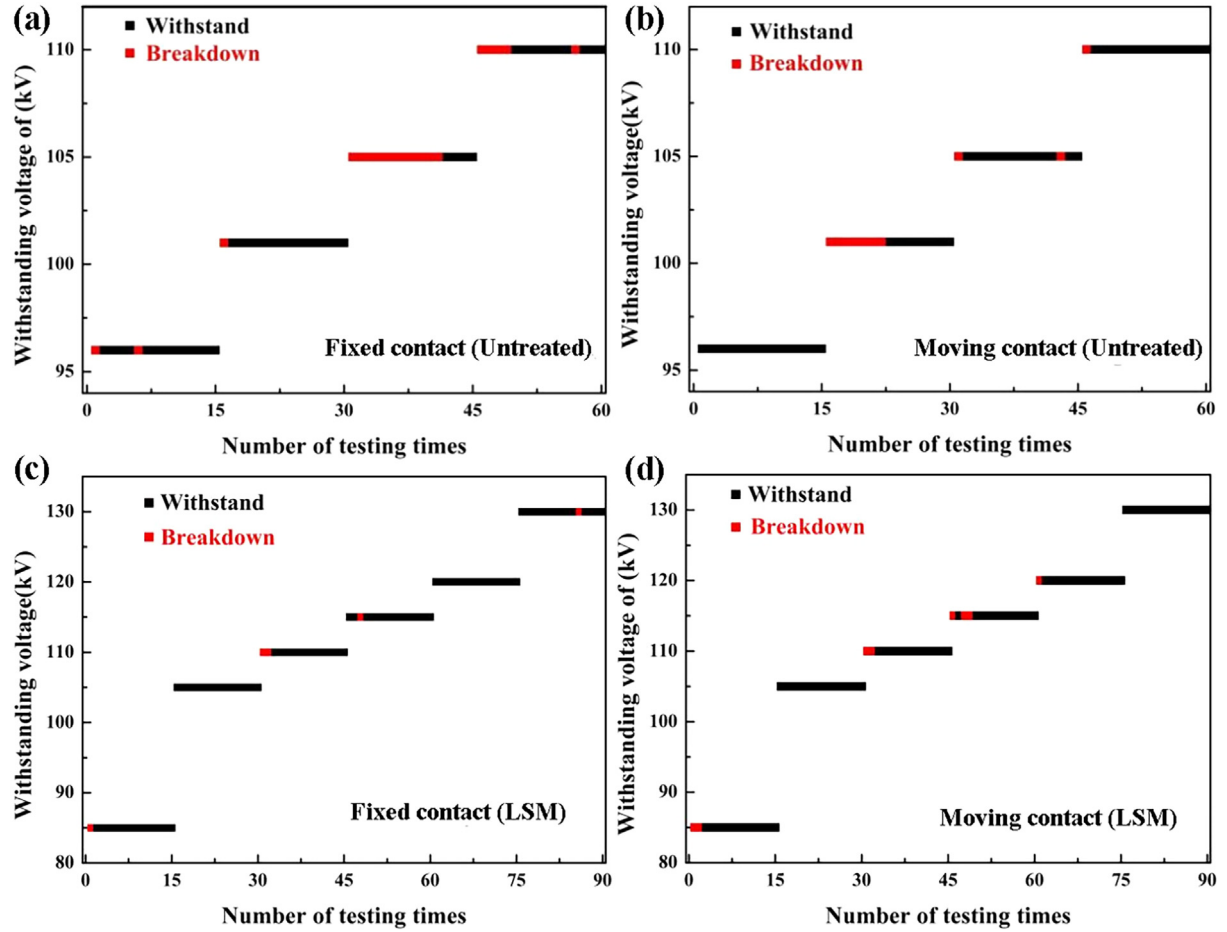 (a)
Withstand
Breakdown
110
105
100
95
Withstanding voltage of (kV)
Fixed contact (Untreated)
0 15 30 45 60
Number of testing times
(b)
Withstand
Breakdown
110
105
100
95
Withstanding voltage(kV)
Moving contact (Untreated)
0 15 30 45 60
Number of testing times
(c)
Withstand
Breakdown
130
120
110
100
90
80
Withstanding voltage(kV)
Fixed contact (LSM)
0 15 30 45 60 75 90
Number of testing times
(d)
Withstand
Breakdown
130
120
110
100
90
80
Withstanding voltage of (kV)
Moving contact (LSM)
0 15 30 45 60 75 90
Number of testing times